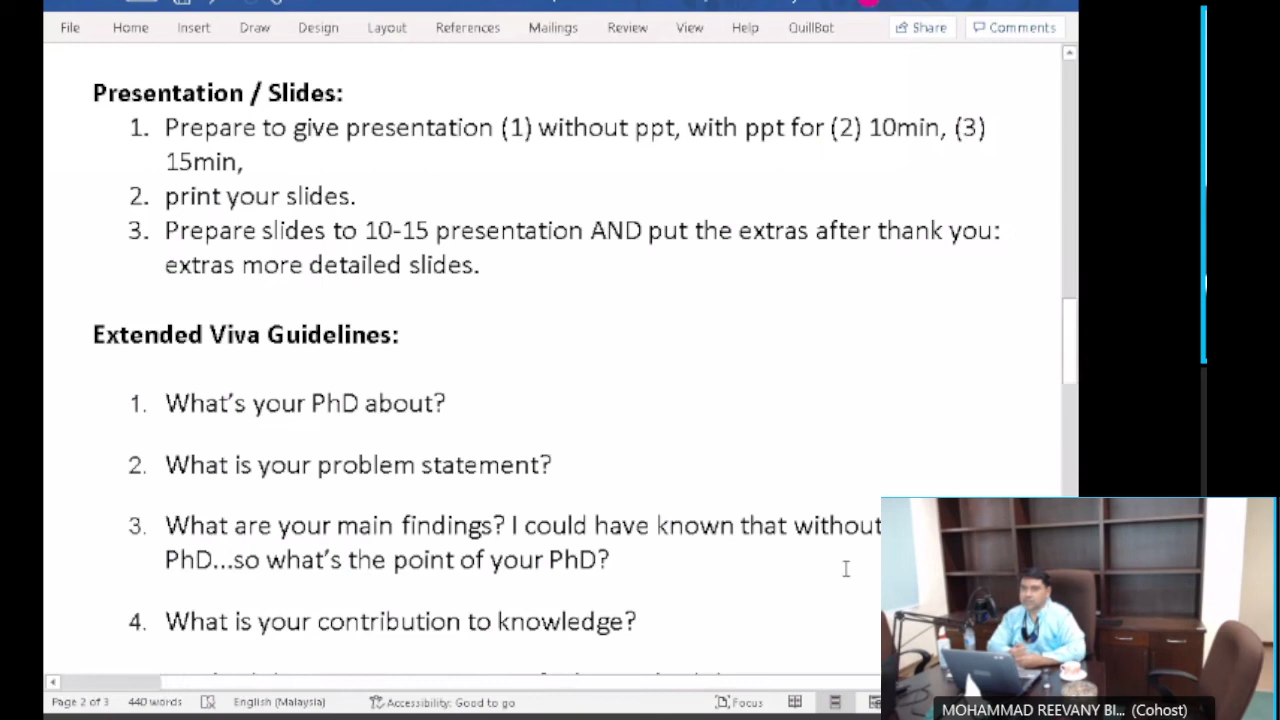 File Home Insert Draw Design Layout References Mailings Review View Help QuillBot Share Comments
Presentation / Slides:
1. Prepare to give presentation (1) without ppt, with ppt for (2) 10min, (3)
15min,
2. print your slides.
3. Prepare slides to 10-15 presentation AND put the extras after thank you:
extras more detailed slides.
Extended Viva Guidelines:
1. What's your PhD about?
2. What is your problem statement?
3. What are your main findings? I could have known that without
PhD...so what's the point of your PhD?
4. What is your contribution to knowledge?
Page 2 of 3 440 words English (Malaysia) Accessibility: Good to go Focus
MOHAMMAD REEVANY BI... (Cohost)